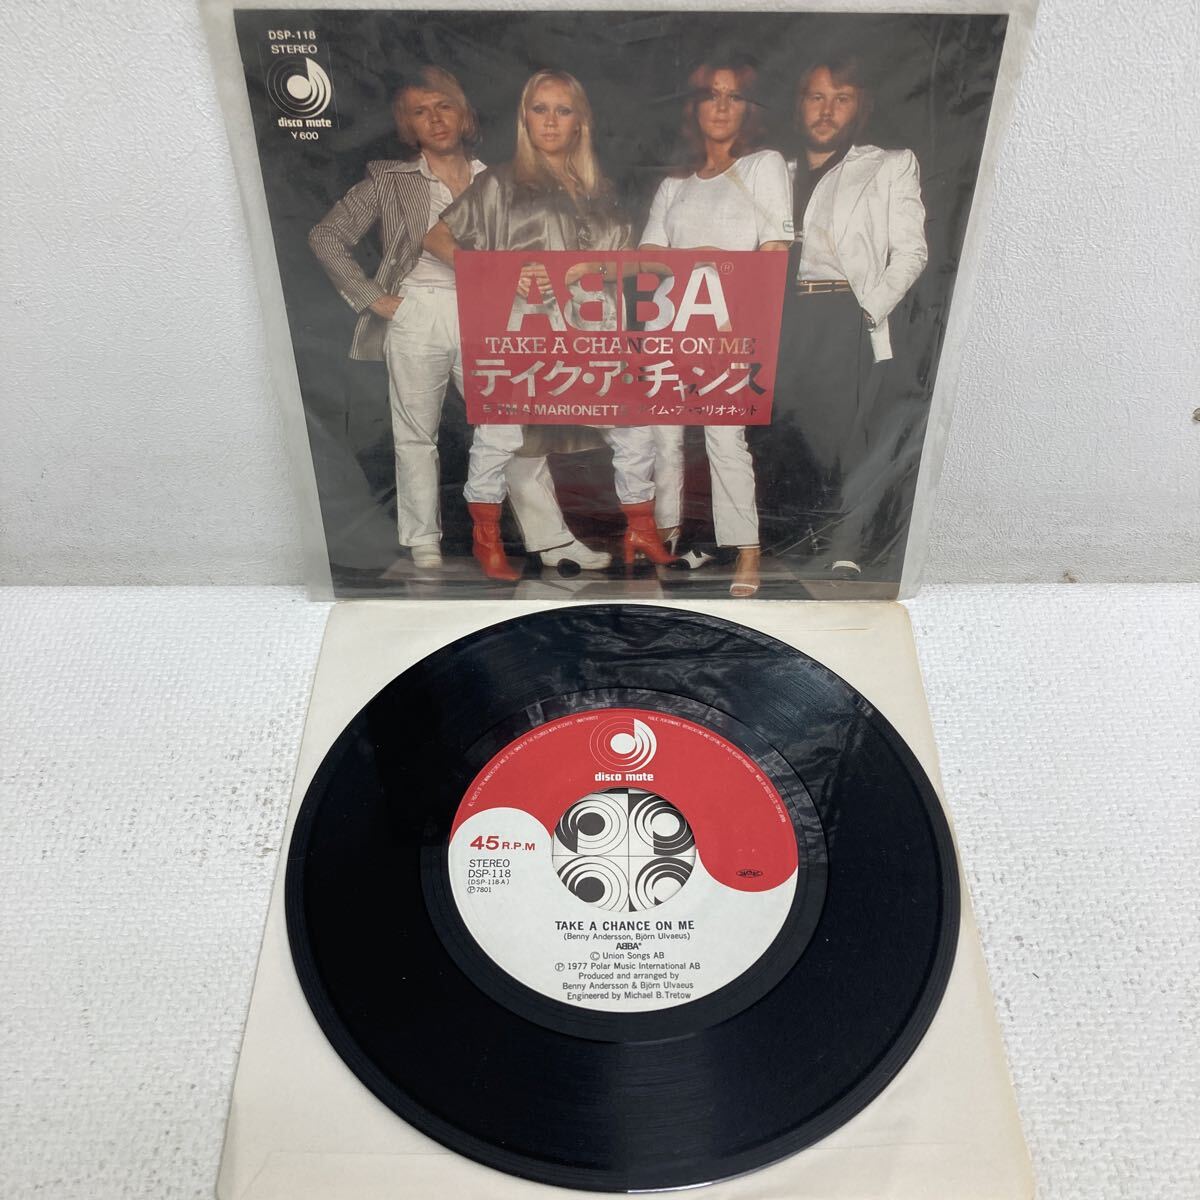 DSP-118
STEREO
disco mate
¥600
ABBA®
TAKE A CHANCE ON ME
テイク・ア・チャンス
I'M A MARIONETTE アイム・ア・マリオネット
disco mate
45 R.P.M
STEREO
DSP-118
(DSP-118-A)
Ⓟ7801
TAKE A CHANCE ON ME
(Benny Andersson, Björn Ulvaeus)
ABBA®
© Union Songs AB
Ⓟ 1977 Polar Music International AB
Produced and arranged by
Benny Andersson & Björn Ulvaeus
Engineered by Michael B. Tretow